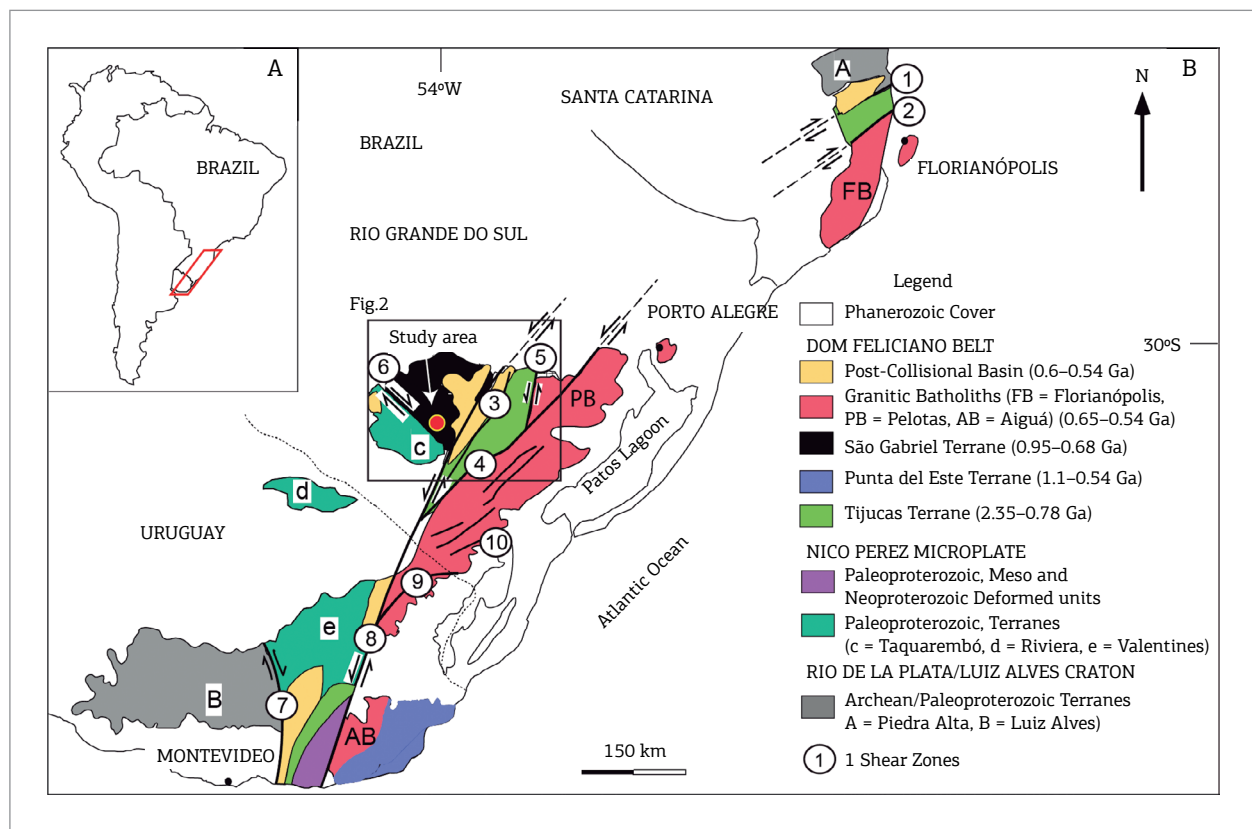 A
BRAZIL
B
54ºW
SANTA CATARINA
BRAZIL
RIO GRANDE DO SUL
A
1
2
FLORIANÓPOLIS
FB
N
Fig.2
Study area
PORTO ALEGRE
30ºS
6
5
3
PB
c
4
Patos Lagoon
d
URUGUAY
10
9
Atlantic Ocean
e
8
B
7
AB
MONTEVIDEO
150 km
Legend
Phanerozoic Cover
DOM FELICIANO BELT
Post-Collisional Basin (0.6–0.54 Ga)
Granitic Batholiths (FB = Florianópolis,
PB = Pelotas, AB = Aiguá) (0.65–0.54 Ga)
São Gabriel Terrane (0.95–0.68 Ga)
Punta del Este Terrane (1.1–0.54 Ga)
Tijucas Terrane (2.35–0.78 Ga)
NICO PEREZ MICROPLATE
Paleoproterozoic, Meso and
Neoproterozoic Deformed units
Paleoproterozoic, Terranes
(c = Taquarembó, d = Riviera, e = Valentines)
RIO DE LA PLATA/LUIZ ALVES CRATON
Archean/Paleoproterozoic Terranes
A = Piedra Alta, B = Luiz Alves)
1 1 Shear Zones